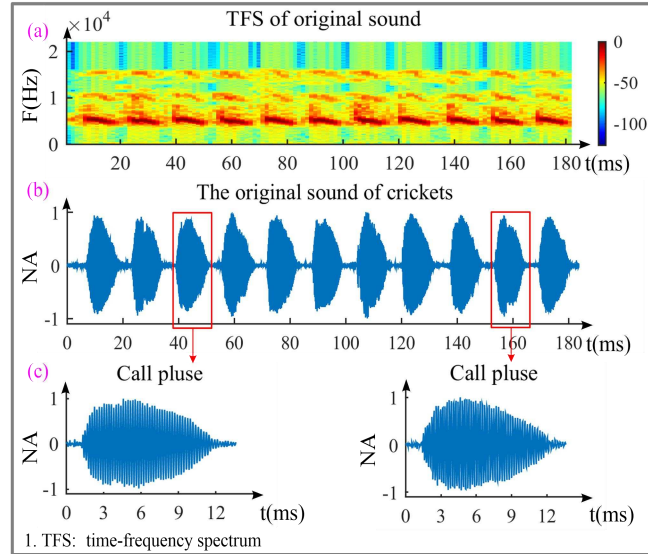 TFS of original sound
(a)
×10⁴
F(Hz)
2
1
0
20 40 60 80 100 120 140 160 180 t(ms)
0
-50
-100
(b)
The original sound of crickets
NA
1
0
-1
0 20 40 60 80 100 120 140 160 180 t(ms)
(c)
Call pluse
NA
1
0
-1
0 3 6 9 12 t(ms)
Call pluse
NA
1
0
-1
0 3 6 9 12 t(ms)
1. TFS: time-frequency spectrum